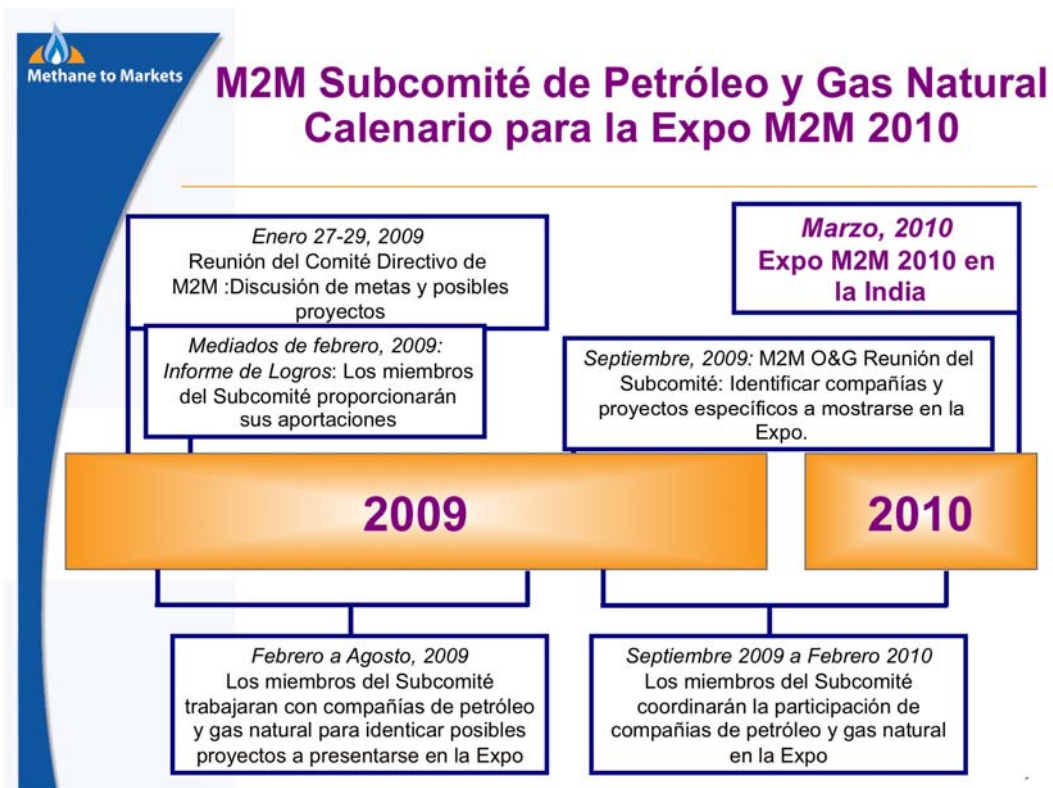 Methane to Markets
M2M Subcomité de Petróleo y Gas Natural
Calenario para la Expo M2M 2010
Enero 27-29, 2009
Reunión del Comité Directivo de
M2M :Discusión de metas y posibles
proyectos
Marzo, 2010
Expo M2M 2010 en
la India
Mediados de febrero, 2009:
Informe de Logros: Los miembros
del Subcomité proporcionarán
sus aportaciones
Septiembre, 2009: M2M O&G Reunión del
Subcomité: Identificar compañías y
proyectos específicos a mostrarse en la
Expo.
2009
2010
Febrero a Agosto, 2009
Los miembros del Subcomité
trabajaran con compañías de petróleo
y gas natural para identicar posibles
proyectos a presentarse en la Expo
Septiembre 2009 a Febrero 2010
Los miembros del Subcomité
coordinarán la participación de
compañias de petróleo y gas natural
en la Expo